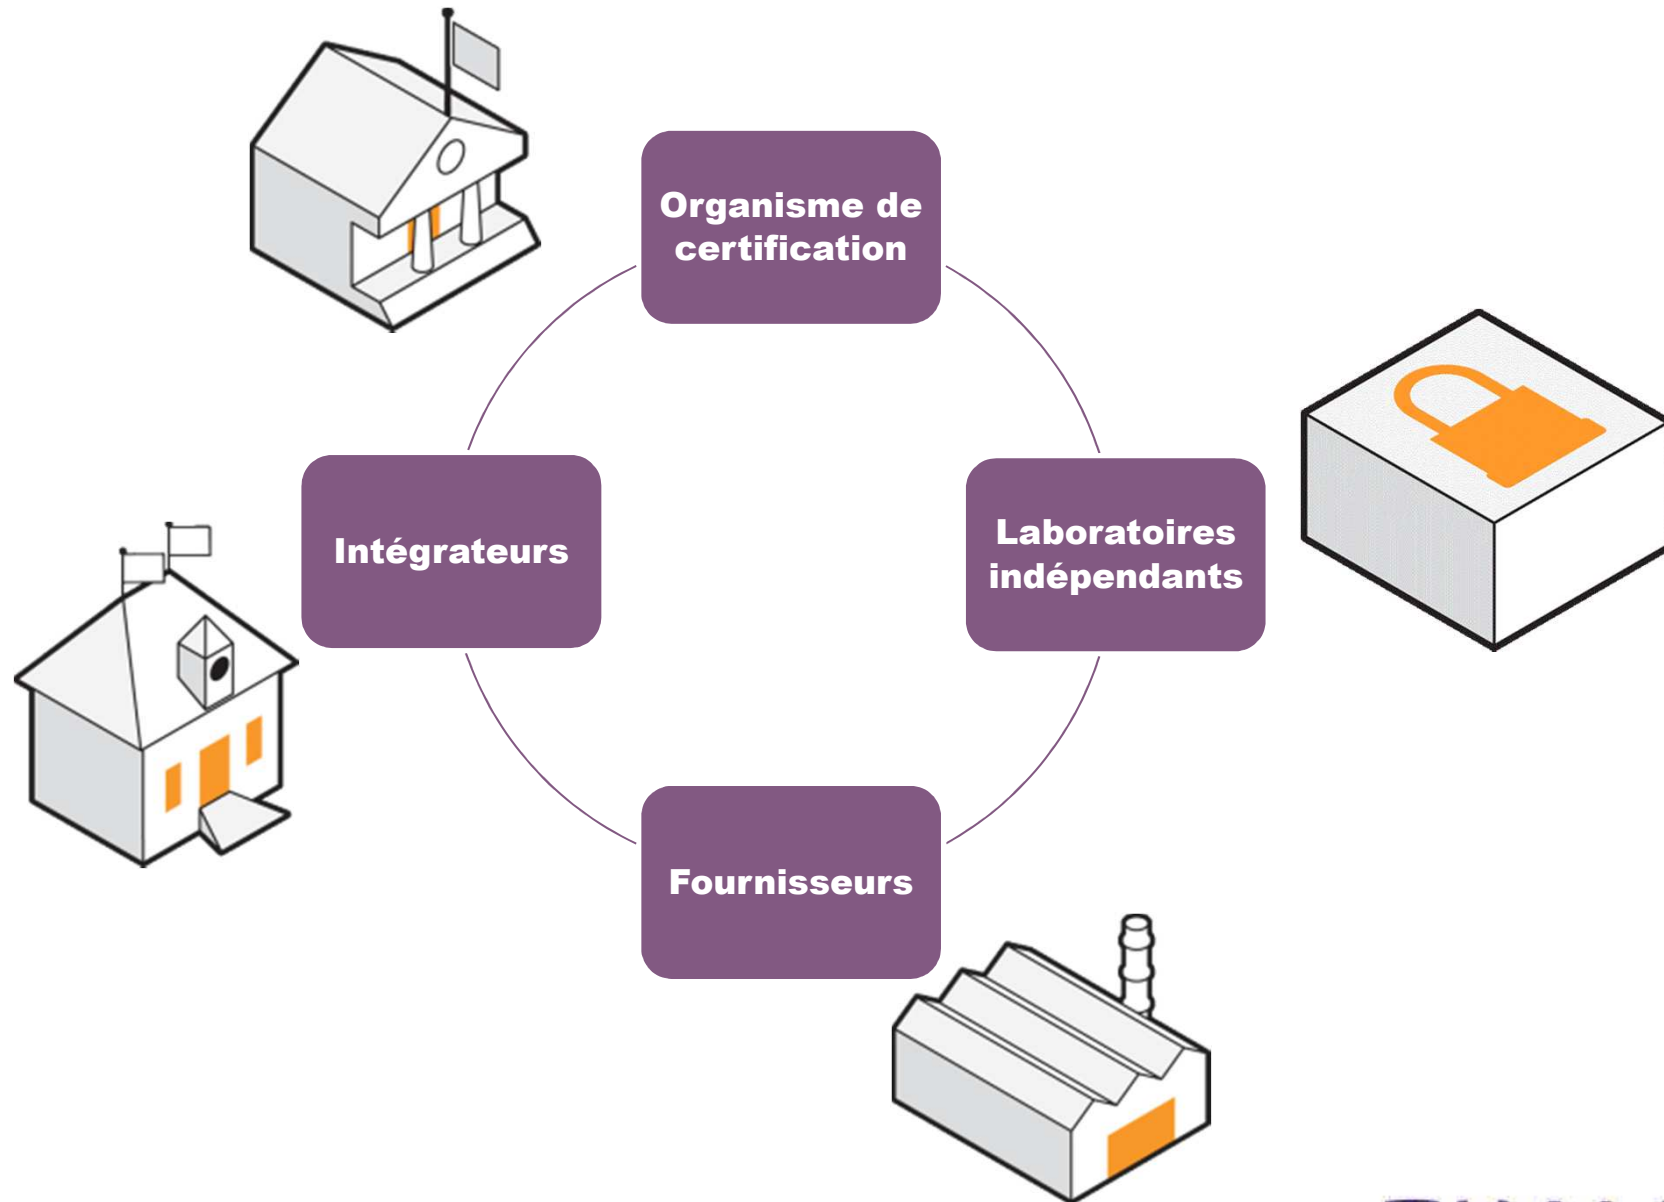 Organisme de
certification
Intégrateurs
Laboratoires
indépendants
Fournisseurs